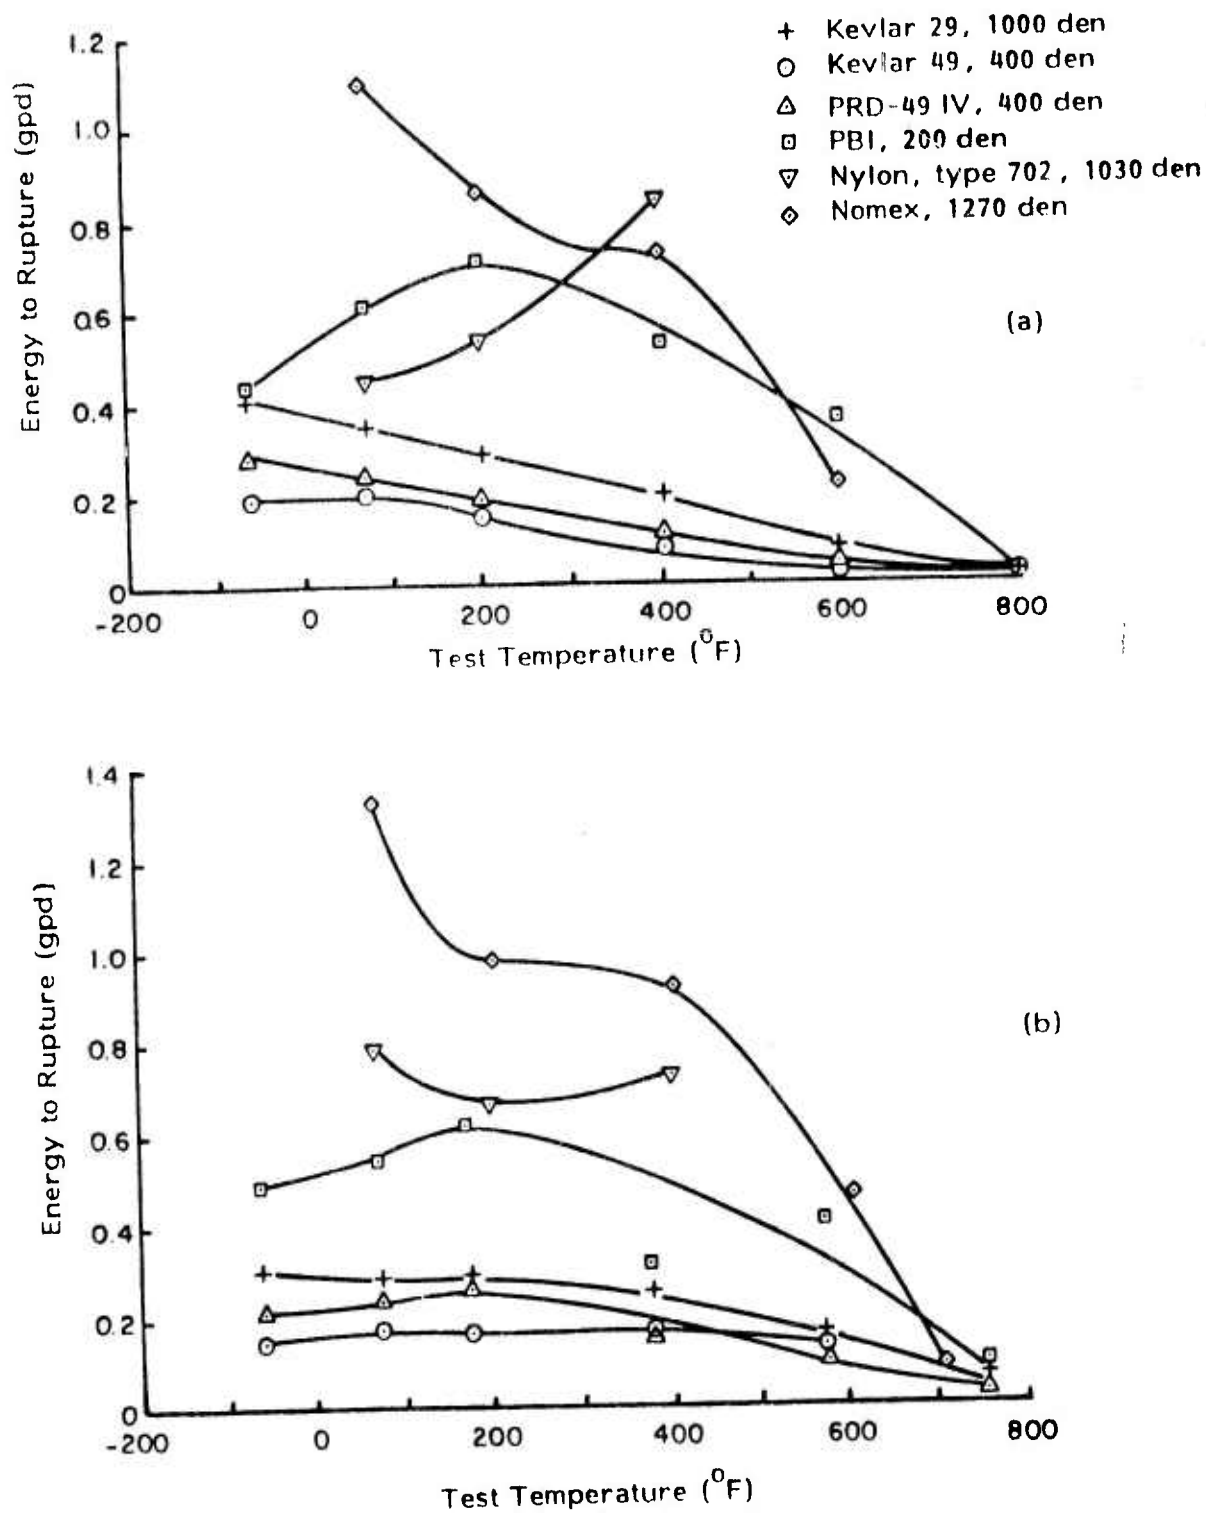 Kevlar 29, 1000 den
Kevlar 49, 400 den
PRD-49 IV, 400 den
PBI, 200 den
Nylon, type 702, 1030 den
Nomex, 1270 den
Energy to Rupture (gpd)
1.2
1.0
0.8
0.6
0.4
0.2
0
(a)
-200
0
200
400
600
800
Test Temperature (°F)
Energy to Rupture (gpd)
1.4
1.2
1.0
0.8
0.6
0.4
0.2
0
(b)
-200
0
200
400
600
800
Test Temperature (°F)